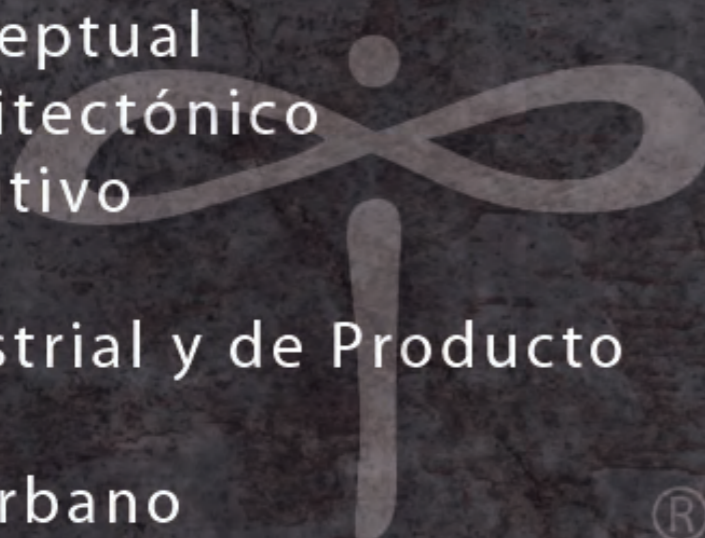 eptual
itectónico
tivo
strial y de Producto
rbano
®